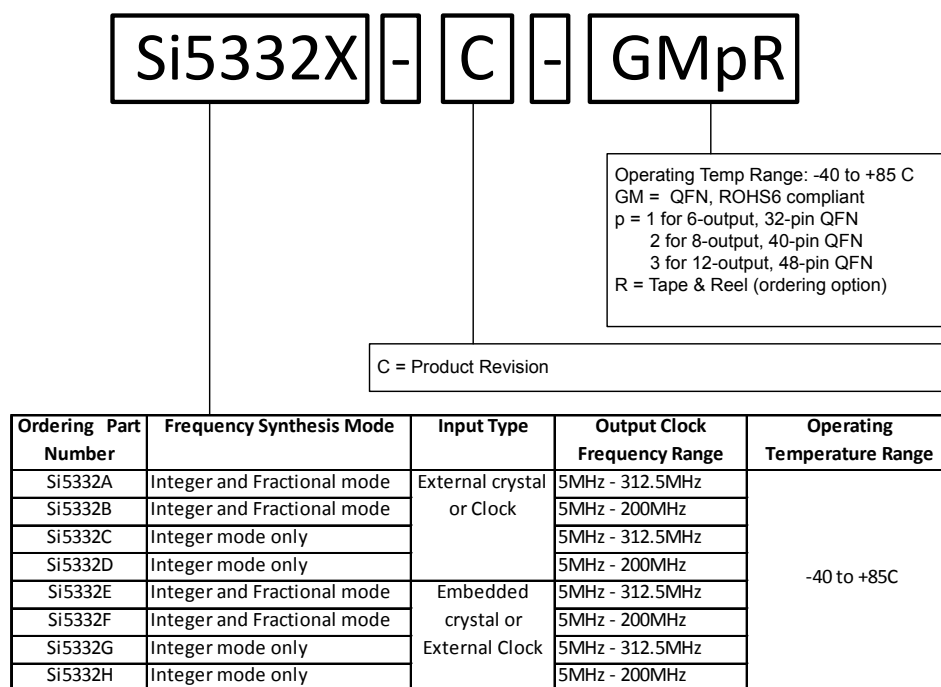 Si5332X - C - GMpR
Operating Temp Range: -40 to +85 C
GM = QFN, ROHS6 compliant
p = 1 for 6-output, 32-pin QFN
2 for 8-output, 40-pin QFN
3 for 12-output, 48-pin QFN
R = Tape & Reel (ordering option)
C = Product Revision
Ordering Part Number Frequency Synthesis Mode Input Type Output Clock Frequency Range Operating Temperature Range
Si5332A Integer and Fractional mode External crystal or Clock 5MHz - 312.5MHz -40 to +85C
Si5332B Integer and Fractional mode 5MHz - 200MHz
Si5332C Integer mode only 5MHz - 312.5MHz
Si5332D Integer mode only 5MHz - 200MHz
Si5332E Integer and Fractional mode Embedded crystal or External Clock 5MHz - 312.5MHz
Si5332F Integer and Fractional mode 5MHz - 200MHz
Si5332G Integer mode only 5MHz - 312.5MHz
Si5332H Integer mode only 5MHz - 200MHz